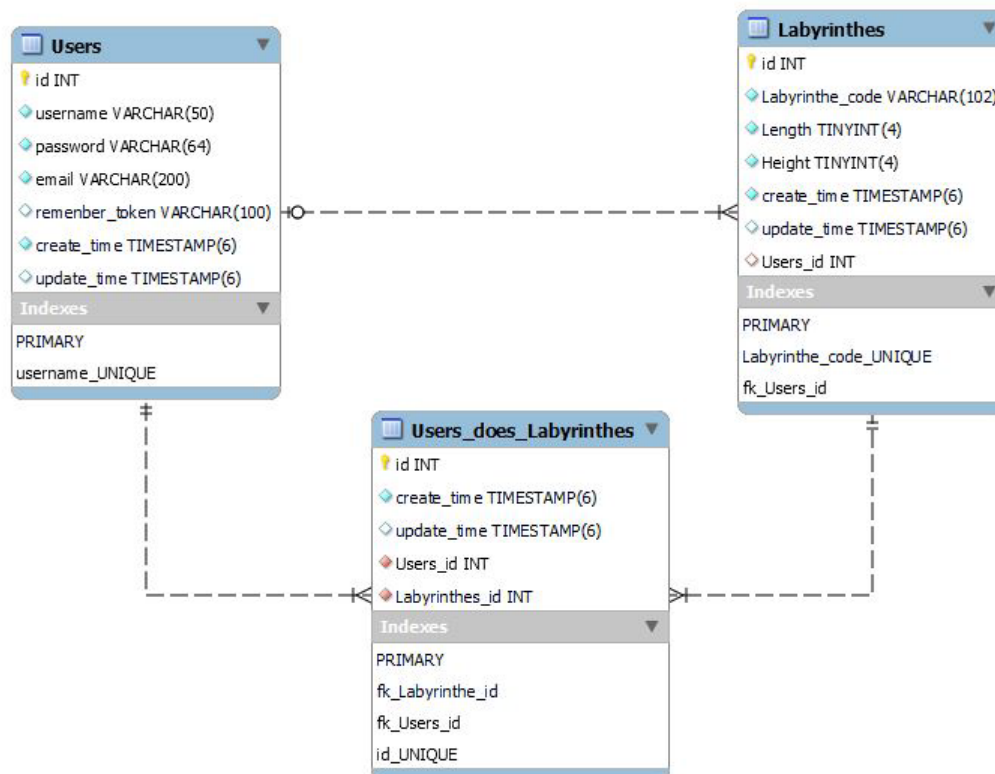 Users
id INT
username VARCHAR(50)
password VARCHAR(64)
email VARCHAR(200)
remenber_token VARCHAR(100)
create_time TIMESTAMP(6)
update_time TIMESTAMP(6)
Indexes
PRIMARY
username_UNIQUE
Labyrinthes
id INT
Labyrinthe_code VARCHAR(102)
Length TINYINT(4)
Height TINYINT(4)
create_time TIMESTAMP(6)
update_time TIMESTAMP(6)
Users_id INT
Indexes
PRIMARY
Labyrinthe_code_UNIQUE
fk_Users_id
Users_does_Labyrinthes
id INT
create_time TIMESTAMP(6)
update_time TIMESTAMP(6)
Users_id INT
Labyrinthes_id INT
Indexes
PRIMARY
fk_Labyrinthe_id
fk_Users_id
id_UNIQUE